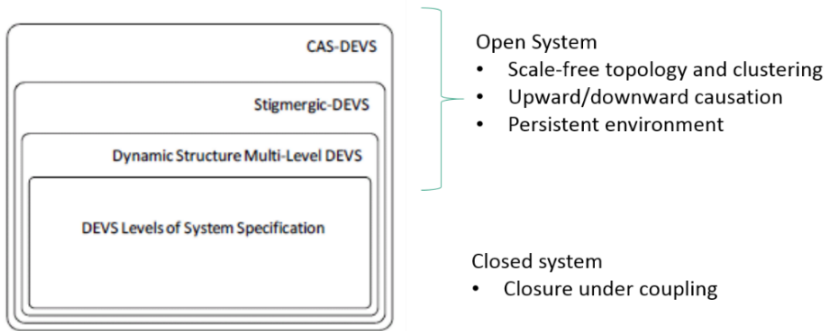 CAS-DEVS
Stigmergic-DEVS
Dynamic Structure Multi-Level DEVS
DEVS Levels of System Specification
Open System
• Scale-free topology and clustering
• Upward/downward causation
• Persistent environment
Closed system
• Closure under coupling